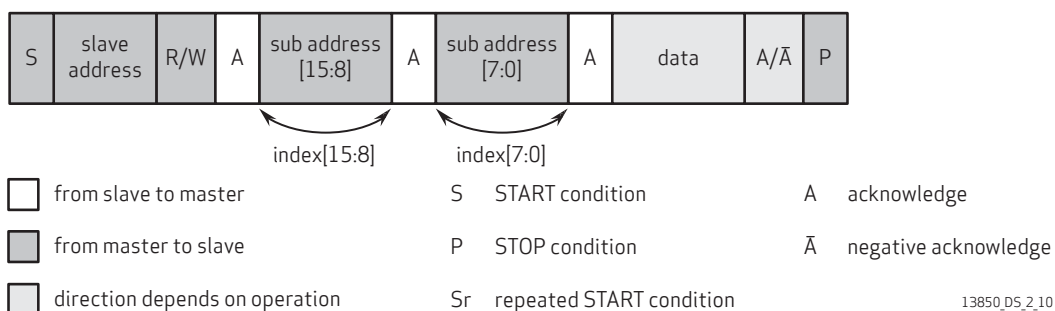 S slave address R/W A sub address [15:8] A sub address [7:0] A data A/Ā P
index[15:8] index[7:0]
from slave to master S START condition A acknowledge
from master to slave P STOP condition Ā negative acknowledge
direction depends on operation Sr repeated START condition 13850_DS_2_10